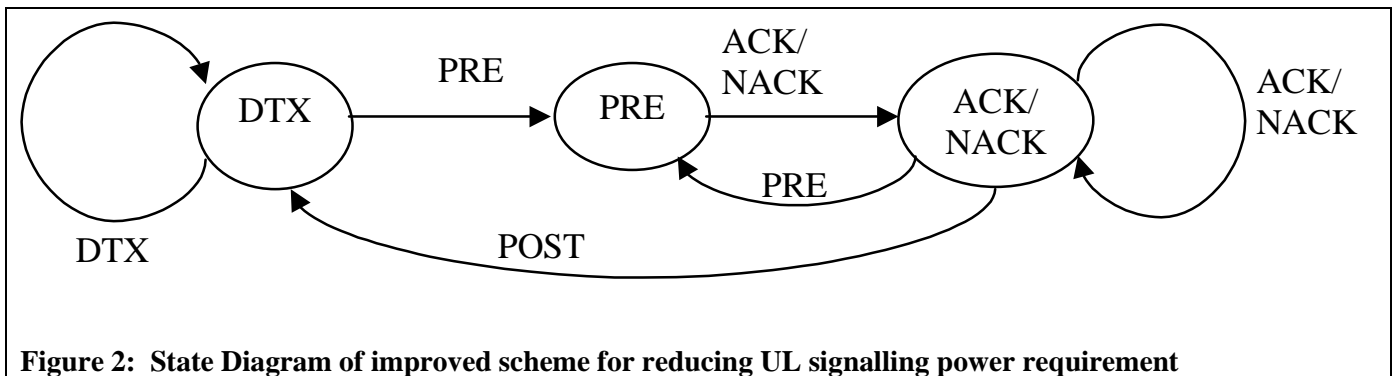 PRE
ACK/
NACK
DTX
PRE
ACK/
NACK
ACK/
NACK
PRE
DTX
POST
Figure 2:  State Diagram of improved scheme for reducing UL signalling power requirement